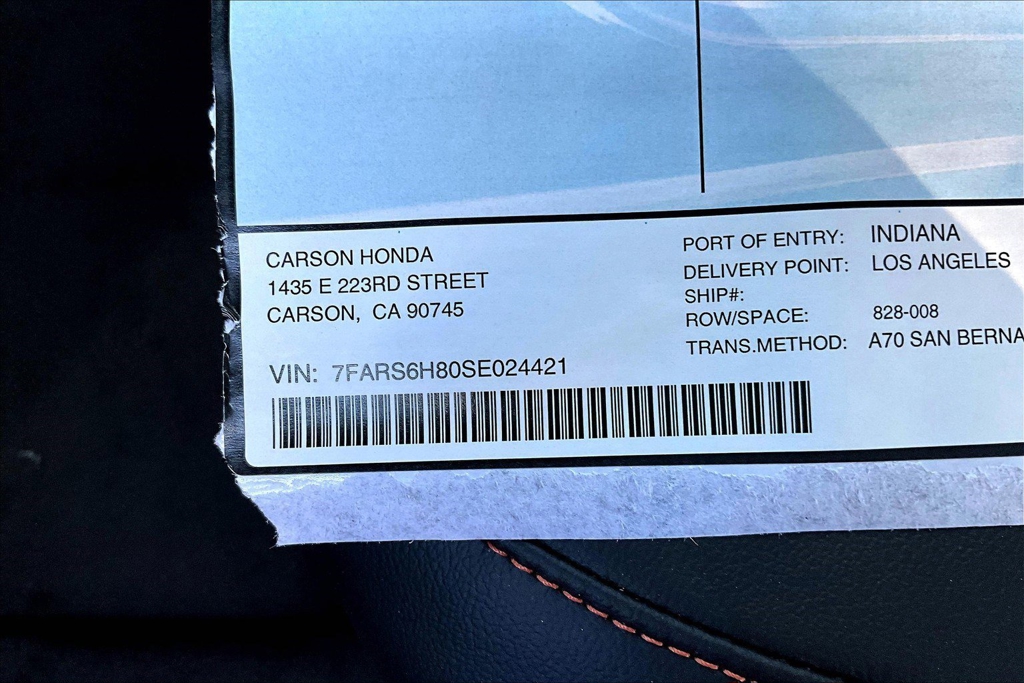 CARSON HONDA
1435 E 223RD STREET
CARSON, CA 90745
VIN: 7FARS6H80SE024421
PORT OF ENTRY: INDIANA
DELIVERY POINT: LOS ANGELES
SHIP#:
ROW/SPACE: 828-008
TRANS.METHOD: A70 SAN BERNA